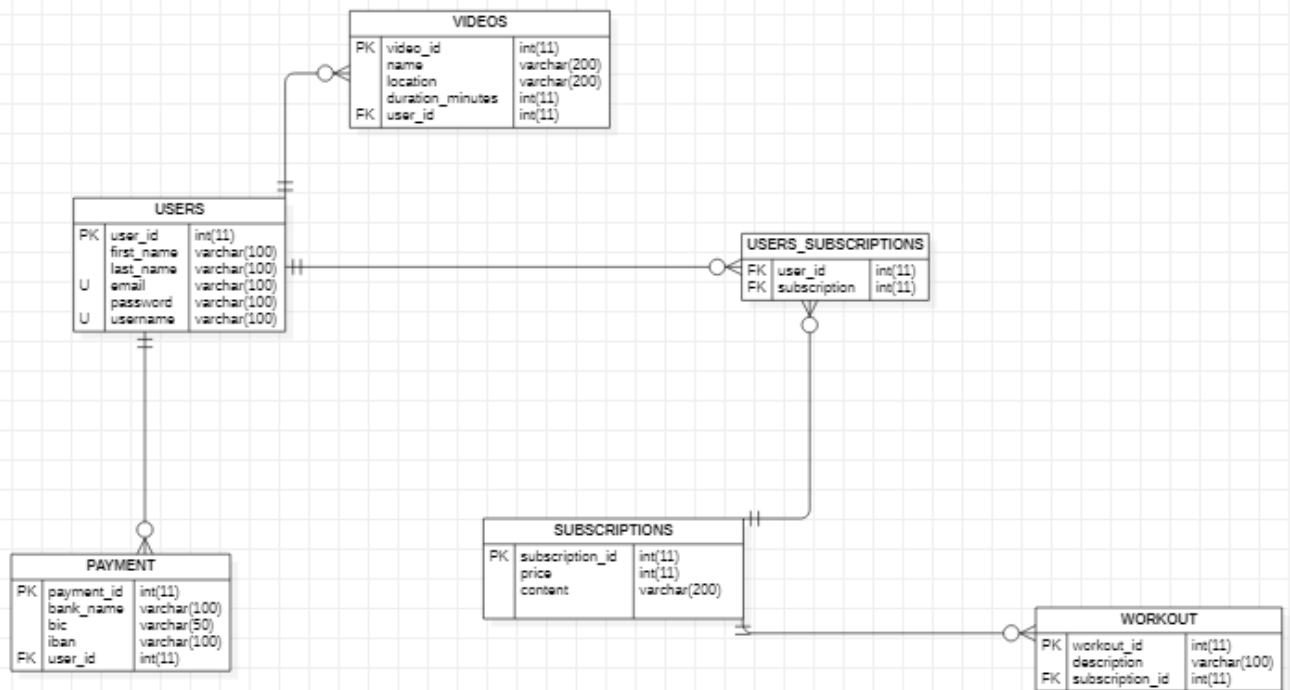 VIDEOS
PK video_id int(11)
name varchar(200)
location varchar(200)
duration_minutes int(11)
FK user_id int(11)
USERS
PK user_id int(11)
first_name varchar(100)
last_name varchar(100)
U email varchar(100)
password varchar(100)
U username varchar(100)
USERS_SUBSCRIPTIONS
FK user_id int(11)
FK subscription int(11)
PAYMENT
PK payment_id int(11)
bank_name varchar(100)
bic varchar(50)
iban varchar(100)
FK user_id int(11)
SUBSCRIPTIONS
PK subscription_id int(11)
price int(11)
content varchar(200)
WORKOUT
PK workout_id int(11)
description varchar(100)
FK subscription_id int(11)